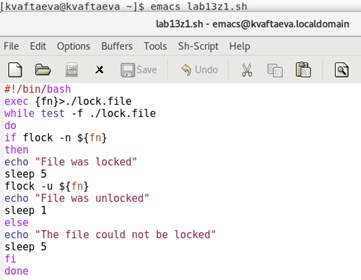 [kvaftaeva@kvaftaeva ~]$ emacs lab13z1.sh
lab13z1.sh - emacs@kvaftaeva.localdomain
File Edit Options Buffers Tools Sh-Script Help
Save Undo
#!/bin/bash
exec {fn}>./lock.file
while test -f ./lock.file
do
if flock -n ${fn}
then
echo "File was locked"
sleep 5
flock -u ${fn}
echo "File was unlocked"
sleep 1
else
echo "The file could not be locked"
sleep 5
fi
done